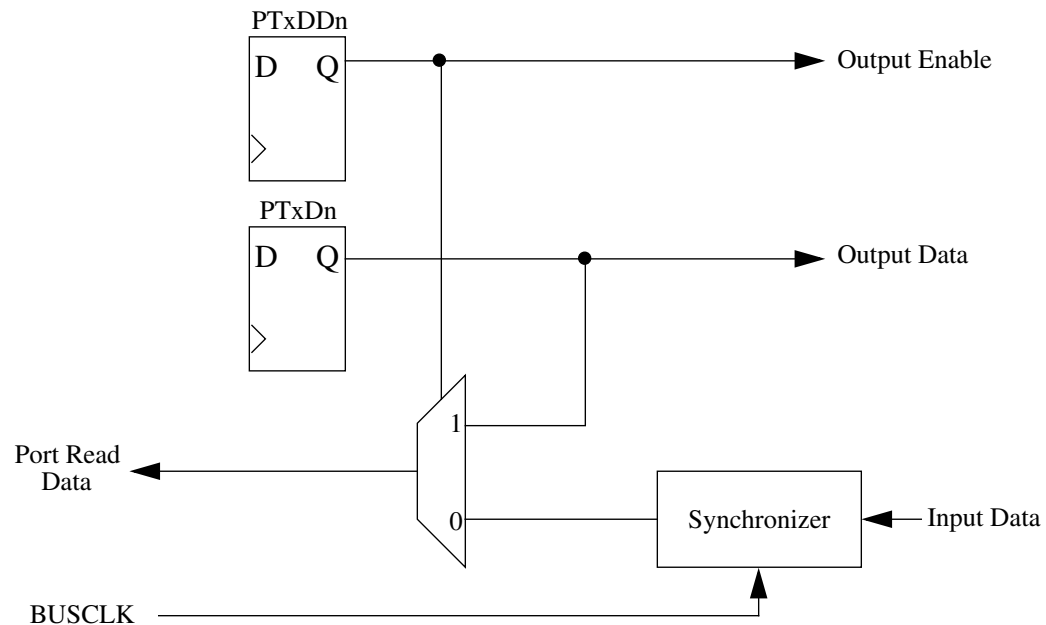 PTxDDn
D Q
Output Enable
PTxDn
D Q
Output Data
1
Port Read
Data
0
Synchronizer
Input Data
BUSCLK